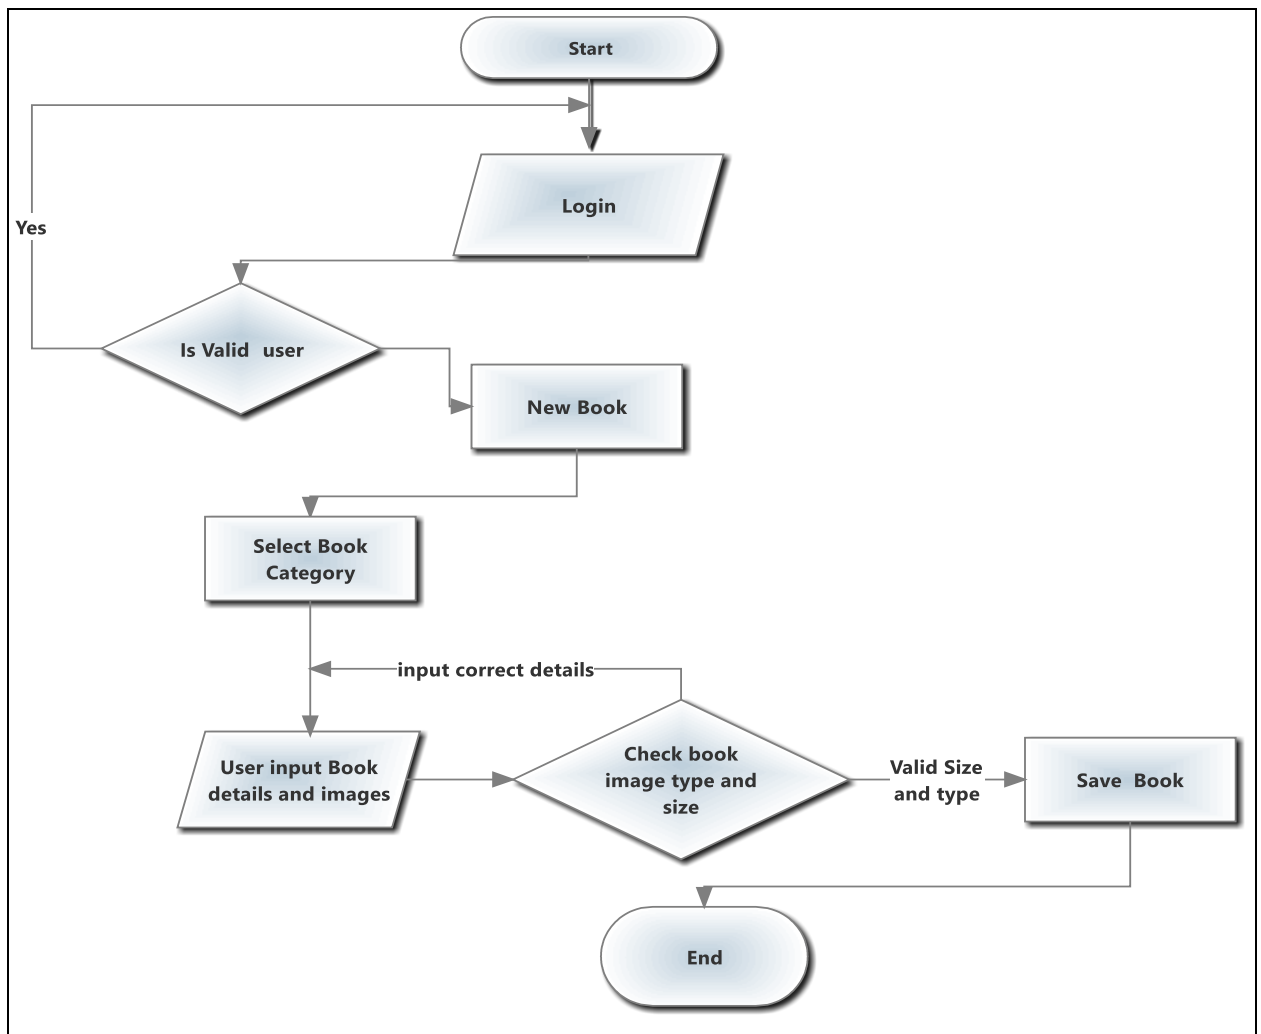 Start
Login
Yes
Is Valid  user
New Book
Select Book
Category
input correct details
User input Book
details and images
Check book
image type and
size
Valid Size
and type
Save  Book
End